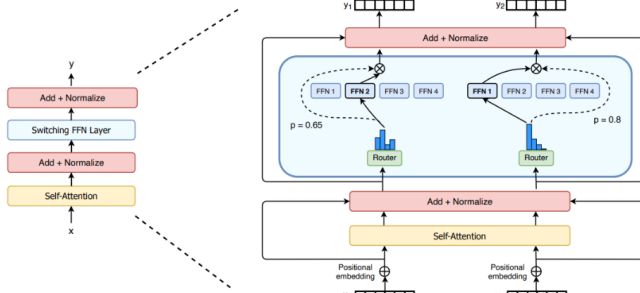 y
Add + Normalize
Switching FFN Layer
Add + Normalize
Self-Attention
x
y1 y2
Add + Normalize
FFN 1 FFN 2 FFN 3 FFN 4 FFN 1 FFN 2 FFN 3 FFN 4
p = 0.65 p = 0.8
Router Router
Add + Normalize
Self-Attention
Positional embedding
Positional embedding